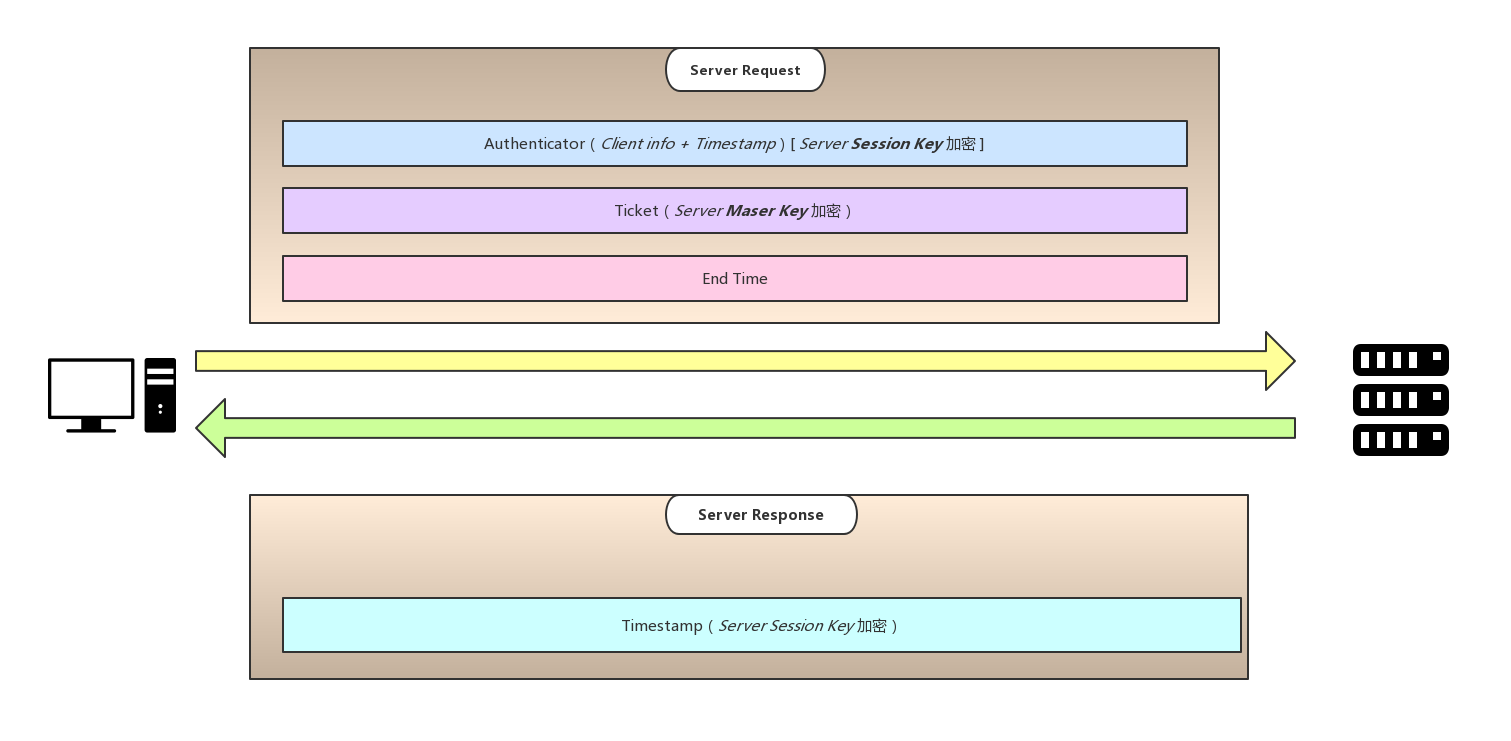 Server Request
Authenticator ( Client info + Timestamp ) [ Server Session Key 加密 ]
Ticket ( Server Maser Key 加密 )
End Time
Server Response
Timestamp ( Server Session Key 加密 )